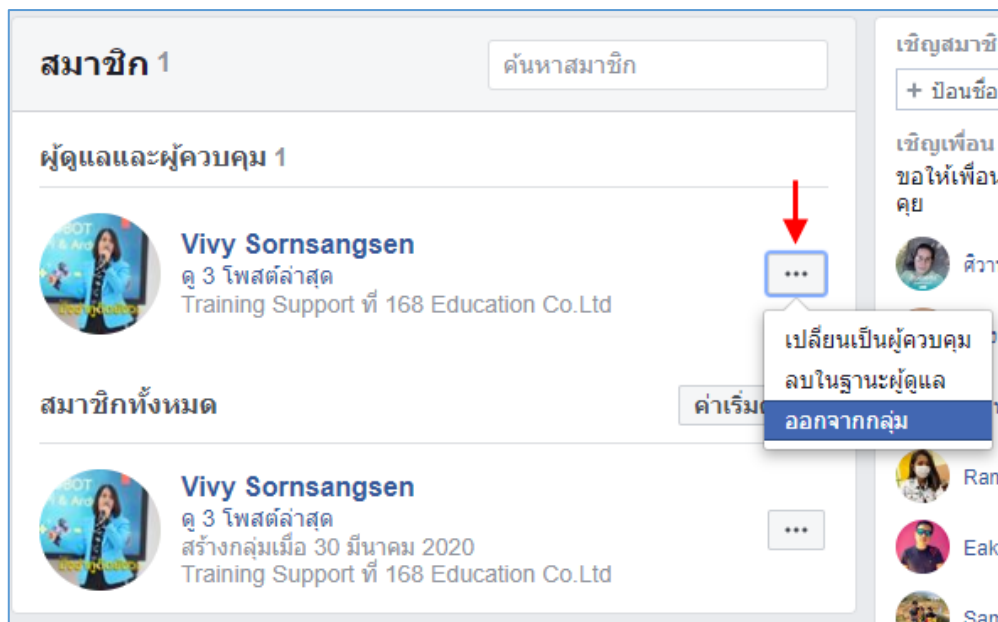 สมาชิก 1
ค้นหาสมาชิก
ผู้ดูแลและผู้ควบคุม 1
Vivy Sornsangsen
ดู 3 โพสต์ล่าสุด
Training Support ที่ 168 Education Co.Ltd
...
เปลี่ยนเป็นผู้ควบคุม
ลบในฐานะผู้ดูแล
ออกจากกลุ่ม
สมาชิกทั้งหมด
Vivy Sornsangsen
ดู 3 โพสต์ล่าสุด
สร้างกลุ่มเมื่อ 30 มีนาคม 2020
Training Support ที่ 168 Education Co.Ltd
...
+ ป้อนชื่อ
เชิญเพื่อน
ขอให้เพื่อน
คุย